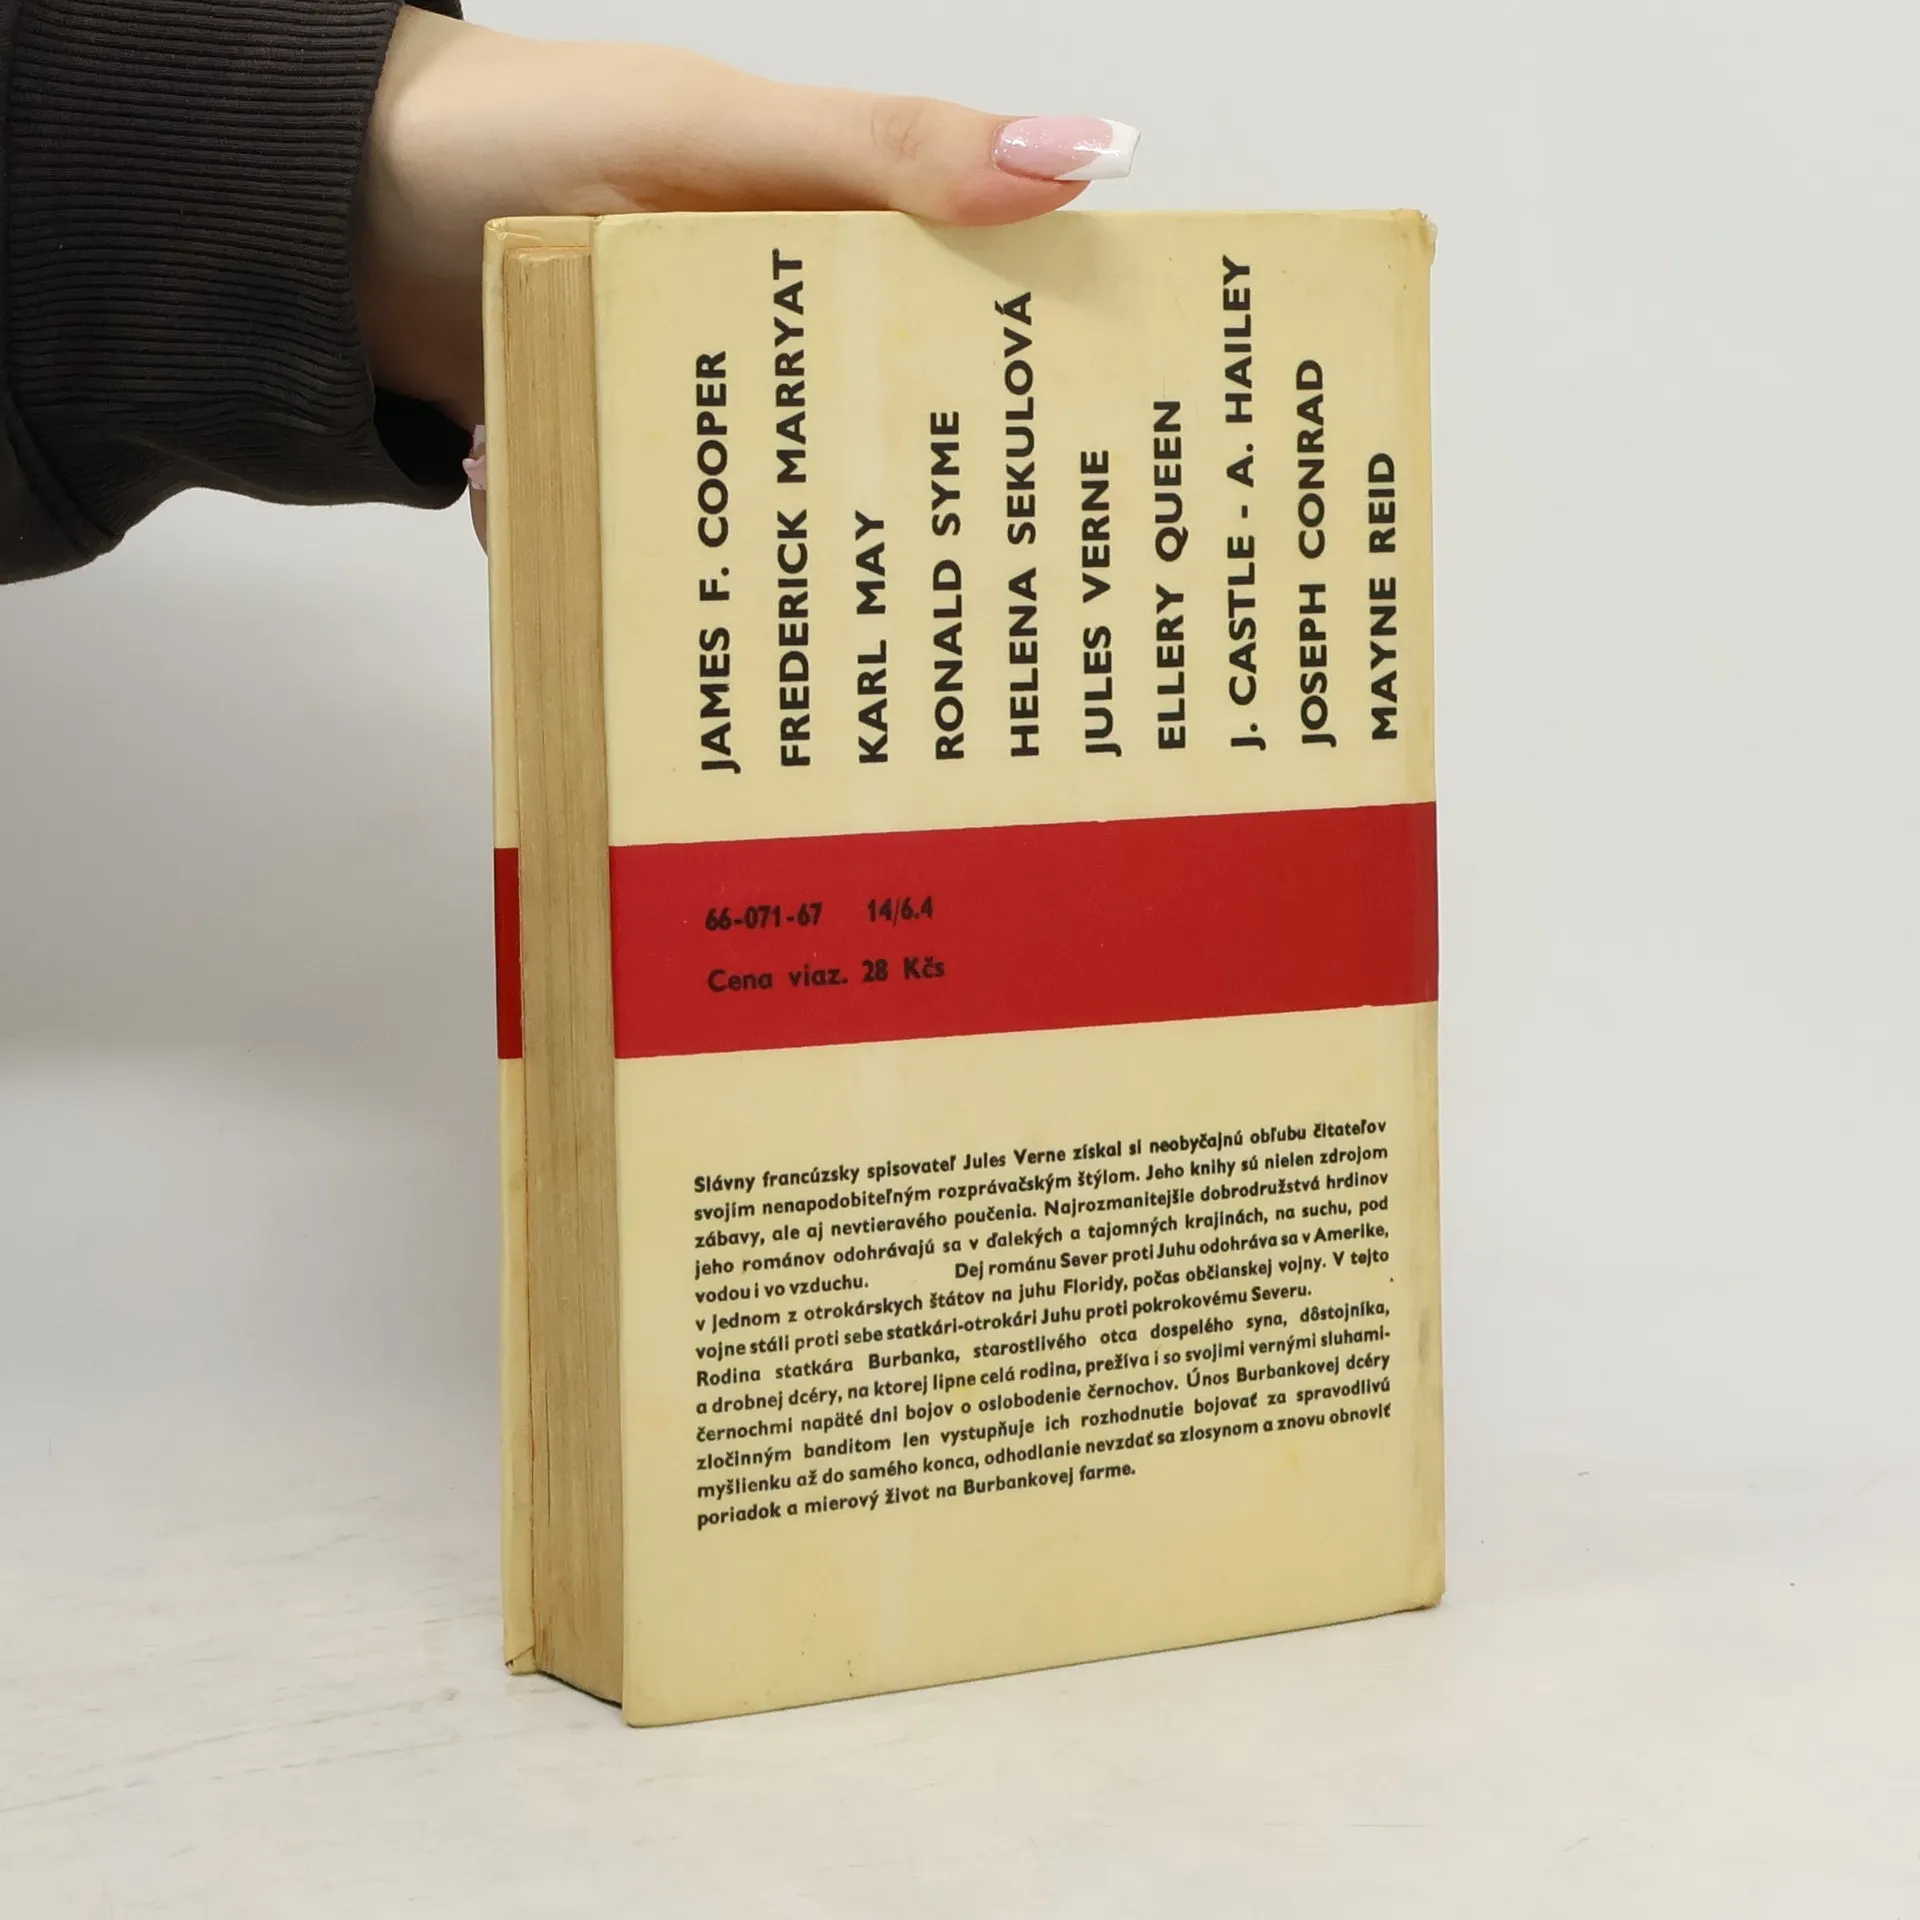 JAMES F. COOPER
FREDERICK MARRYAT
KARL MAY
RONALD SYME
HELENA SEKULOVÁ
JULES VERNE
ELLERY QUEEN
J. CASTLE - A. HAILEY
JOSEPH CONRAD
MAYNE REID
66-071-67 14/6.4
Cena viaz. 28 Kčs
Slávny francúzsky spisovateľ Jules Verne získal si neobyčajnú obľubu čitateľov
svojím nenapodobiteľným rozprávačským štýlom. Jeho knihy sú nielen zdrojom
zábavy, ale aj nevtieravého poučenia. Najrozmanitejšie dobrodružstvá hrdinov
jeho románov odohrávajú sa v ďalekých a tajomných krajinách, na suchu, pod
vodou i vo vzduchu. Dej románu Sever proti Juhu odohráva sa v Amerike,
v jednom z otrokárskych štátov na juhu Floridy, počas občianskej vojny. V tejto
vojne stáli proti sebe statkári-otrokári Juhu proti pokrokovému Severu.
Rodina statkára Burbanka, starostlivého otca dospelého syna, dôstojníka,
a drobnej dcéry, na ktorej lipne celá rodina, prežíva i so svojimi vernými sluhami-
černochmi napäté dni bojov o oslobodenie černochov. Únos Burbankovej dcéry
zločinným banditom len vystupňuje ich rozhodnutie bojovať za spravodlivú
myšlienku až do samého konca, odhodlanie nevzdať sa zlosynom a znovu obnoviť
poriadok a mierový život na Burbankovej farme.